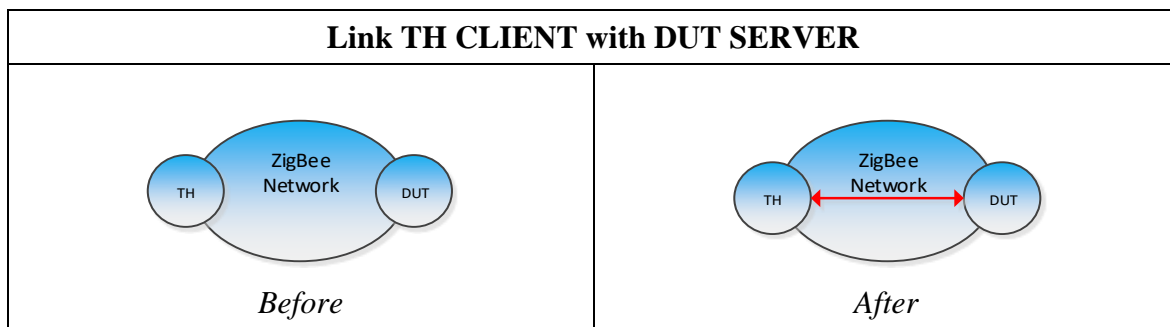 Link TH CLIENT with DUT SERVER
ZigBee
Network
TH
DUT
Before
ZigBee
Network
TH
DUT
After